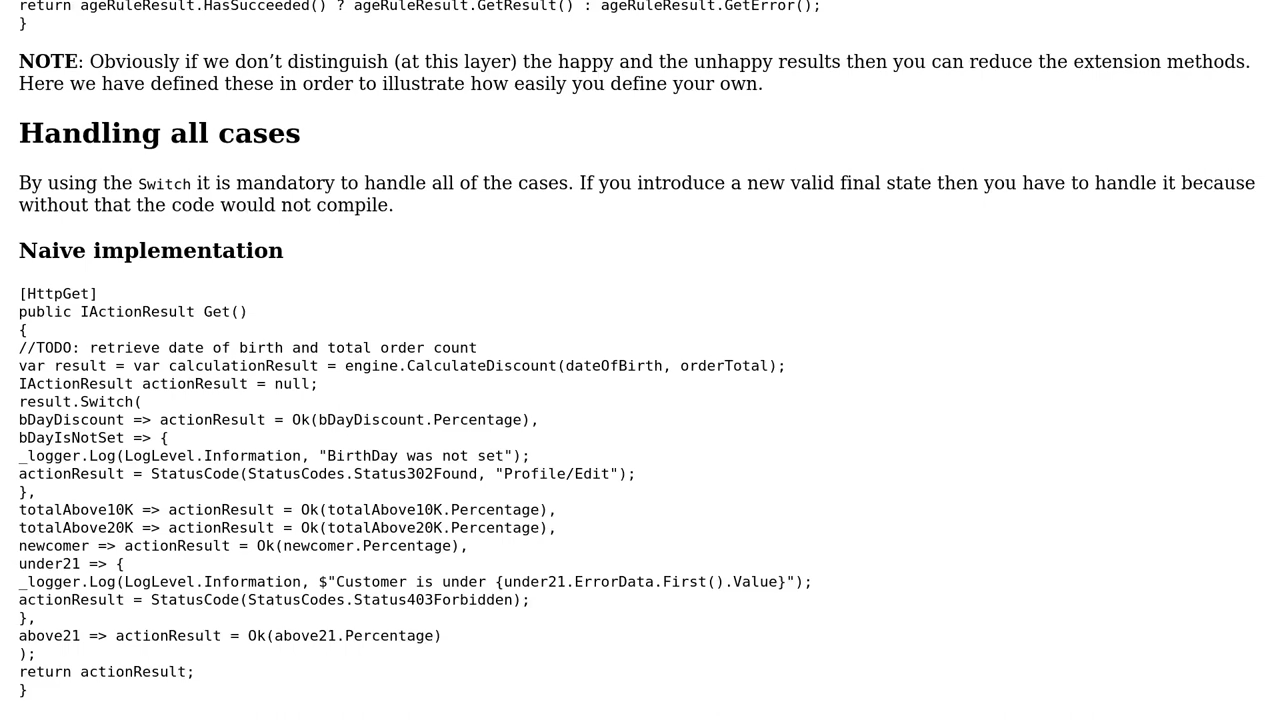 return ageRuleResult.HasSucceeded() ? ageRuleResult.GetResult() : ageRuleResult.GetError();
}
NOTE: Obviously if we don’t distinguish (at this layer) the happy and the unhappy results then you can reduce the extension methods.
Here we have defined these in order to illustrate how easily you define your own.
Handling all cases
By using the Switch it is mandatory to handle all of the cases. If you introduce a new valid final state then you have to handle it because
without that the code would not compile.
Naive implementation
[HttpGet]
public IActionResult Get()
{
//TODO: retrieve date of birth and total order count
var result = var calculationResult = engine.CalculateDiscount(dateOfBirth, orderTotal);
IActionResult actionResult = null;
result.Switch(
bDayDiscount => actionResult = Ok(bDayDiscount.Percentage),
bDayIsNotSet => {
_logger.Log(LogLevel.Information, "BirthDay was not set");
actionResult = StatusCode(StatusCodes.Status302Found, "Profile/Edit");
},
totalAbove10K => actionResult = Ok(totalAbove10K.Percentage),
totalAbove20K => actionResult = Ok(totalAbove20K.Percentage),
newcomer => actionResult = Ok(newcomer.Percentage),
under21 => {
_logger.Log(LogLevel.Information, $"Customer is under {under21.ErrorData.First().Value}");
actionResult = StatusCode(StatusCodes.Status403Forbidden);
},
above21 => actionResult = Ok(above21.Percentage)
);
return actionResult;
}